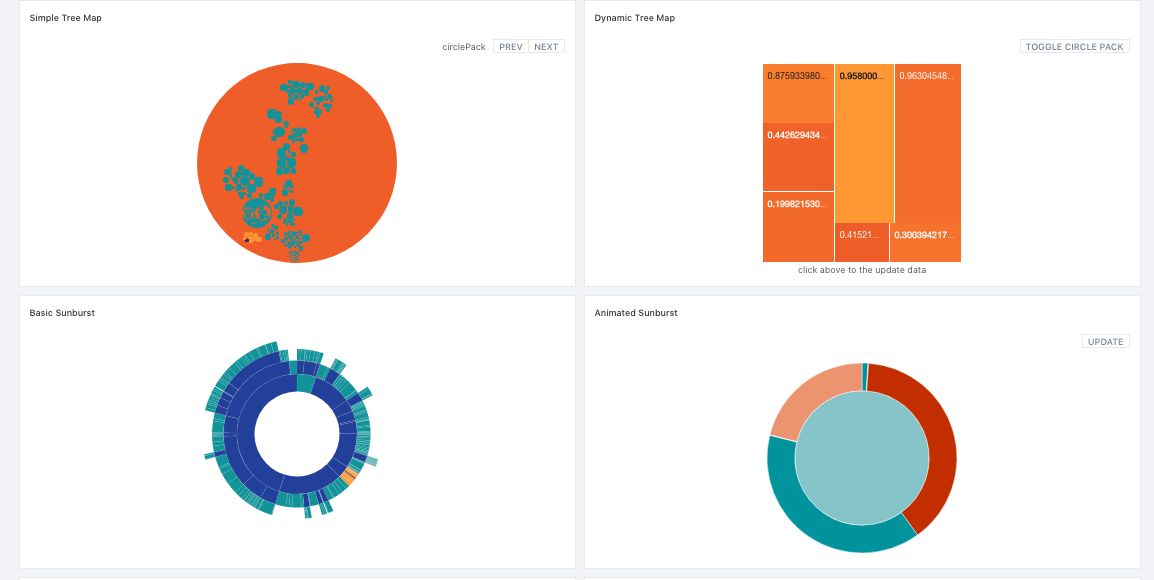 Simple Tree Map
circlePack PREV NEXT
Dynamic Tree Map
TOGGLE CIRCLE PACK
0.875933980... 0.958000... 0.96304548...
0.442629434...
0.199821530...
0.41521... 0.300394217...
click above to the update data
Basic Sunburst
Animated Sunburst
UPDATE